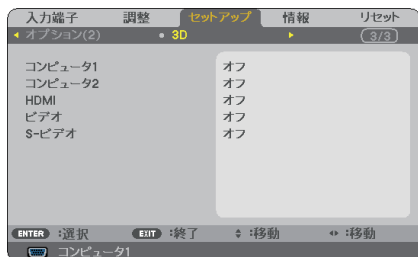 入力端子 調整 セットアップ 情報 リセット
オプション(2) 3D (3/3)
コンピュータ1 オフ
コンピュータ2 オフ
HDMI オフ
ビデオ オフ
S-ビデオ オフ
ENTER :選択 EXIT :終了 :移動 :移動
コンピュータ1